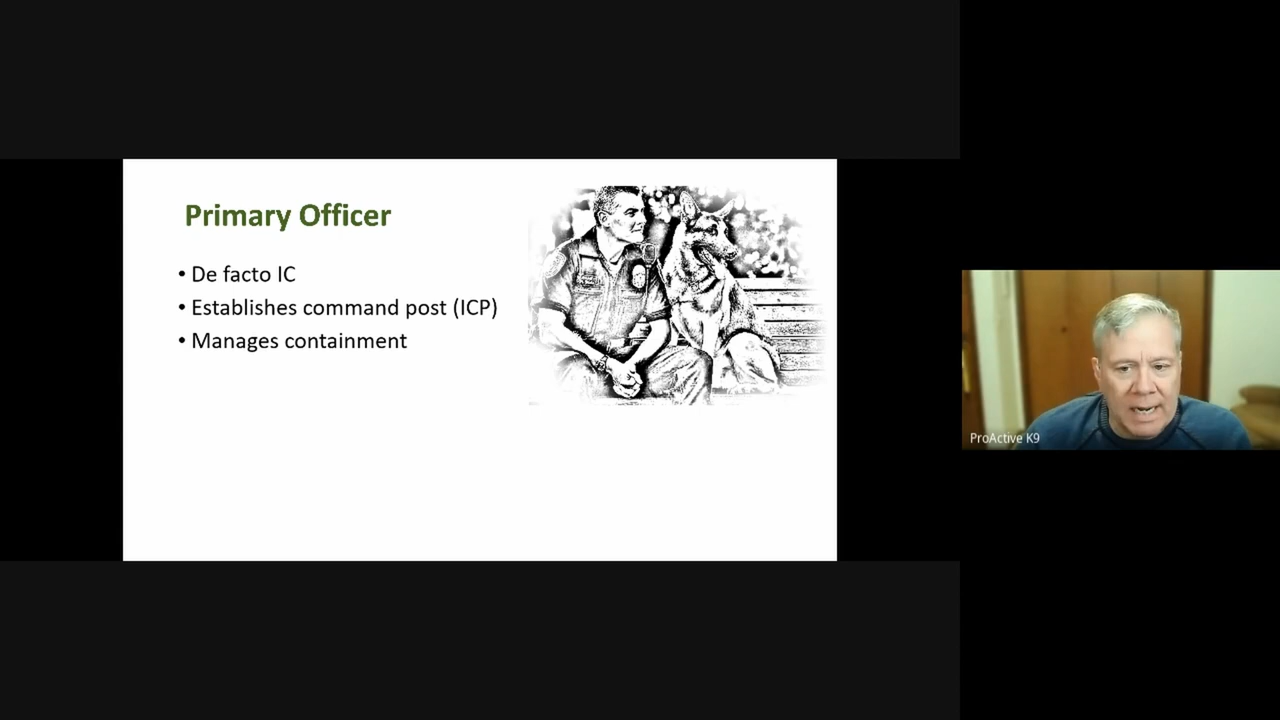 Primary Officer
• De facto IC
• Establishes command post (ICP)
• Manages containment
ProActive K9